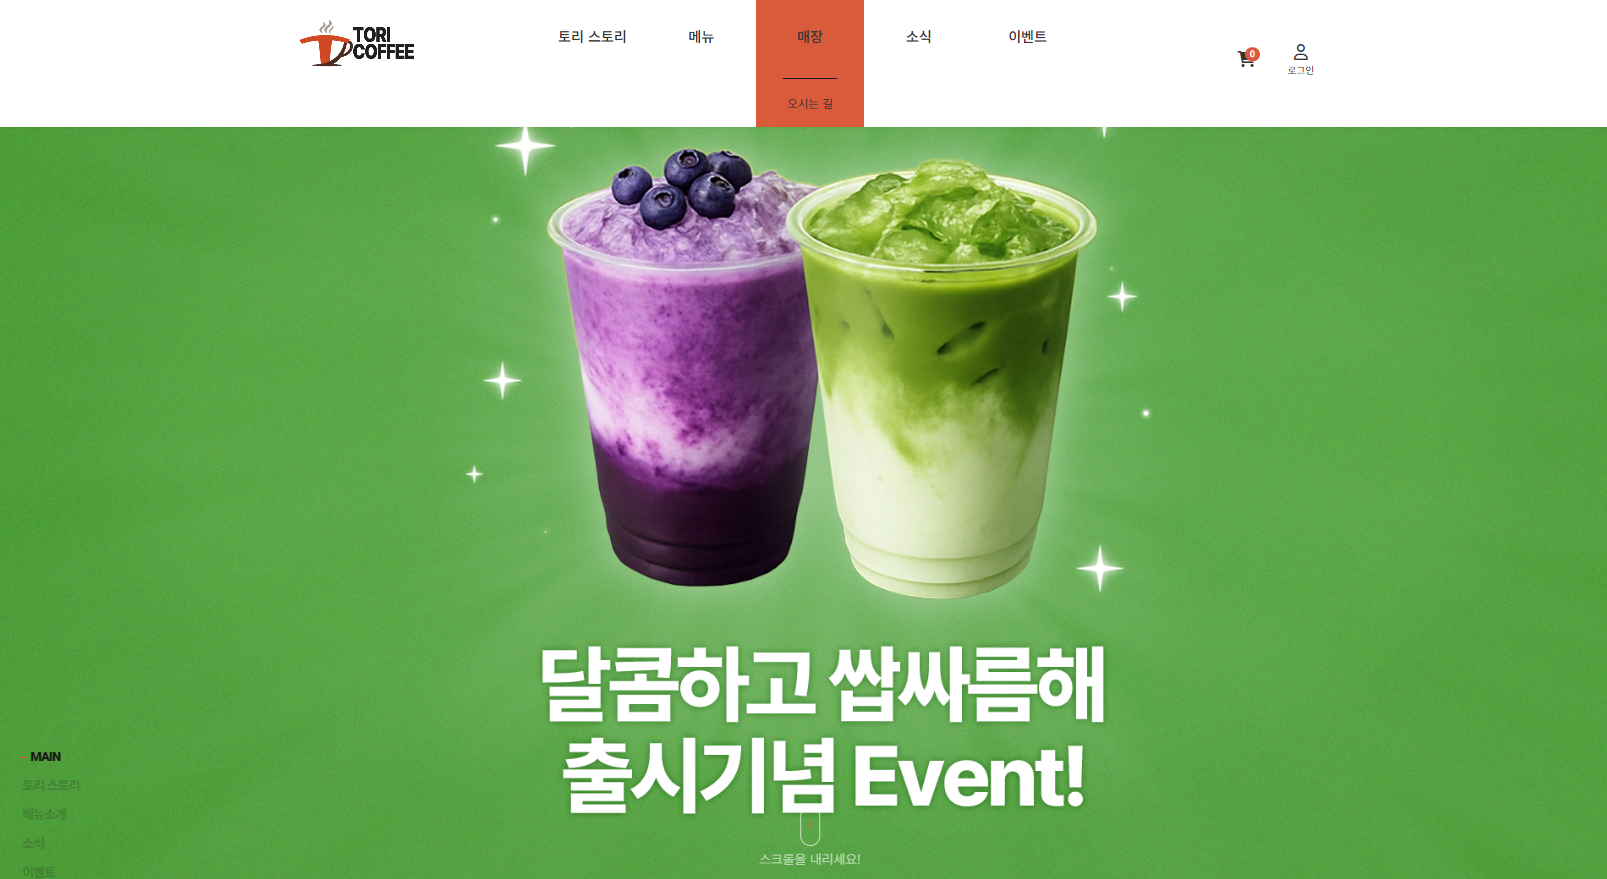 TORI
COFFEE
토리 스토리
메뉴
매장
소식
이벤트
오시는 길
0
로그인
달콤하고 쌉싸름해
출시기념 Event!
스크롤을 내리세요!
MAIN
토리 스토리
메뉴소개
소식
이벤트